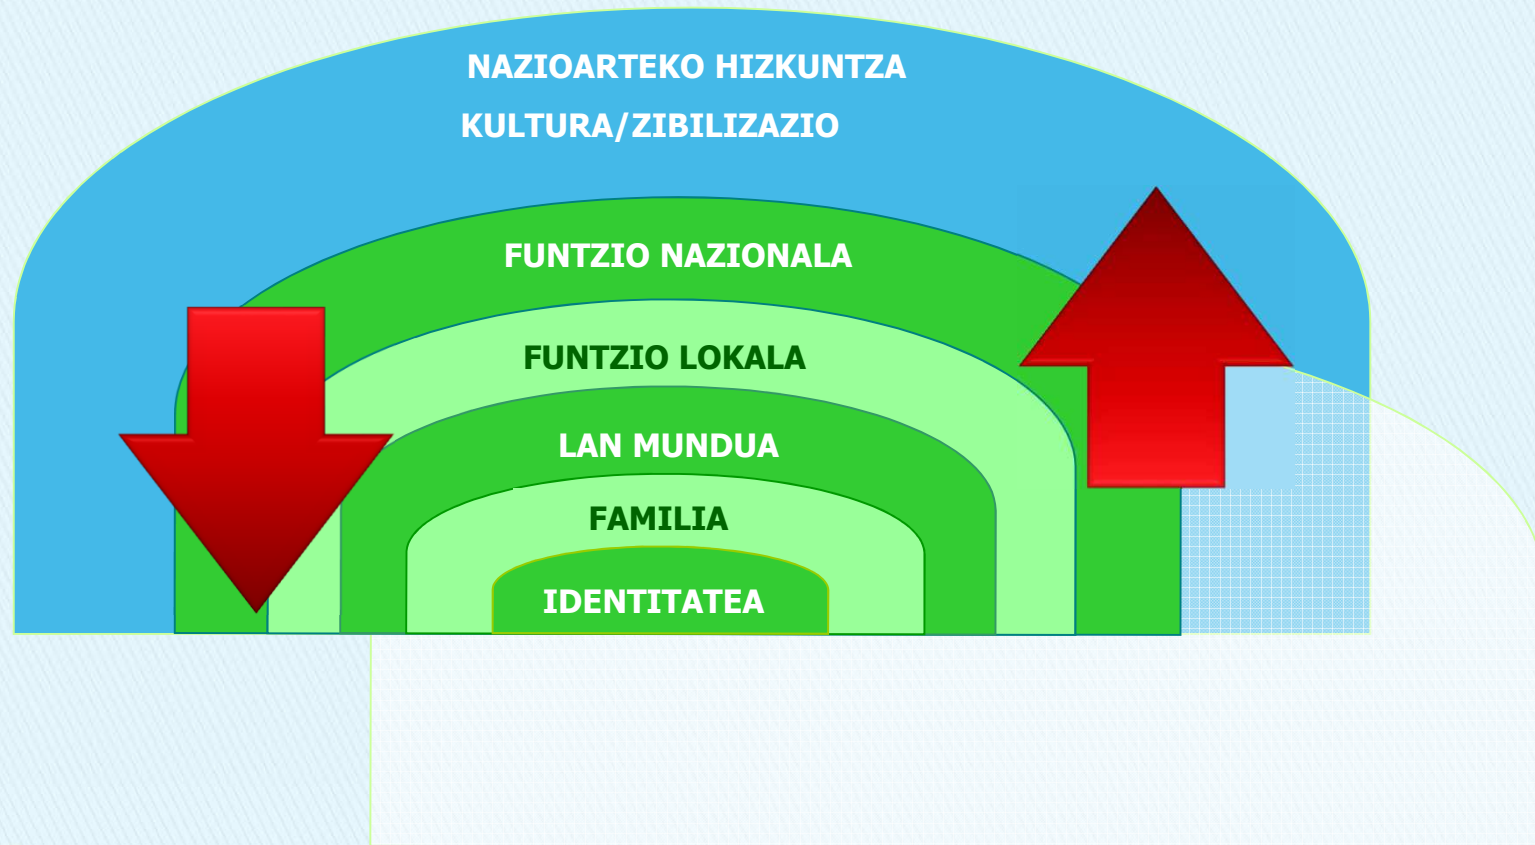 NAZIOARTEKO HIZKUNTZA
KULTURA/ZIBILIZAZIO
FUNTZIO NAZIONALA
FUNTZIO LOKALA
LAN MUNDUA
FAMILIA
IDENTITATEA